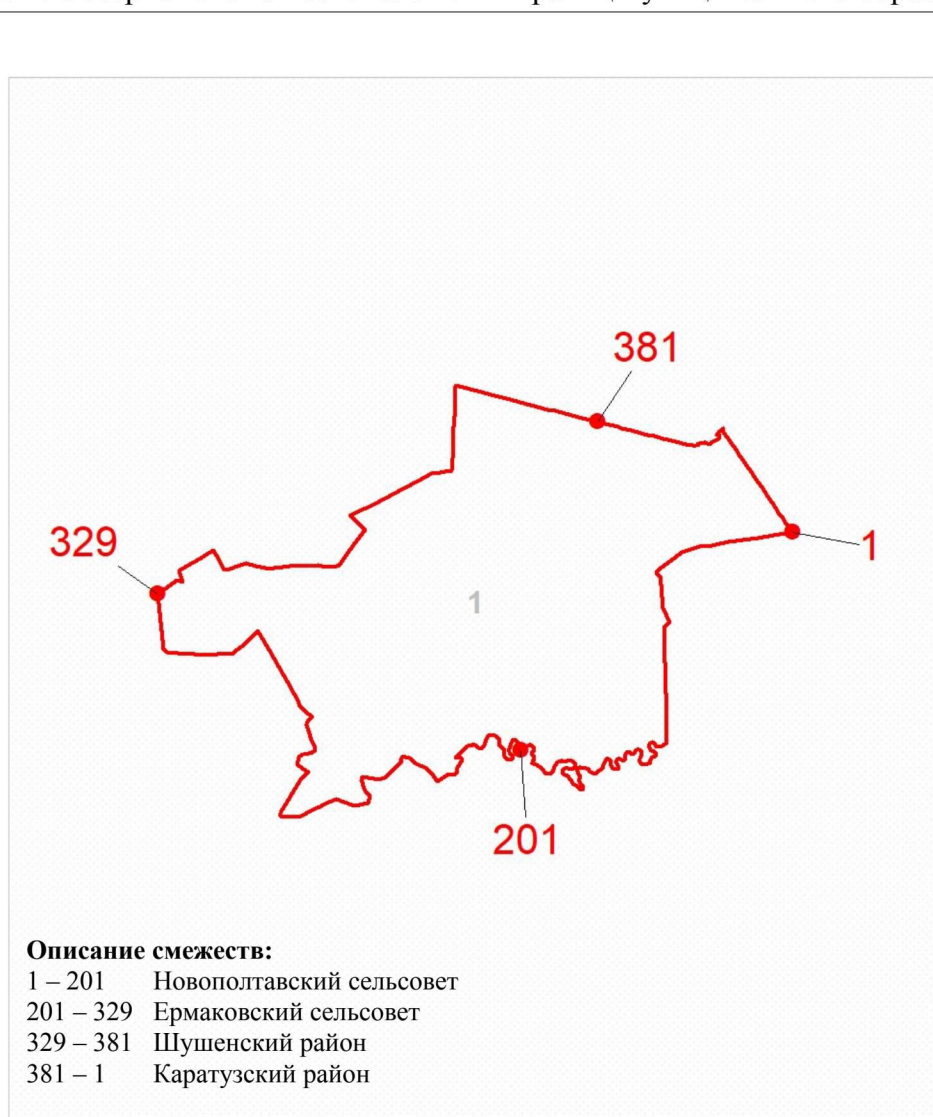 381
329
1
1
201
Описание смежеств:
1 – 201 Новополтавский сельсовет
201 – 329 Ермаковский сельсовет
329 – 381 Шушенский район
381 – 1 Каратузский район